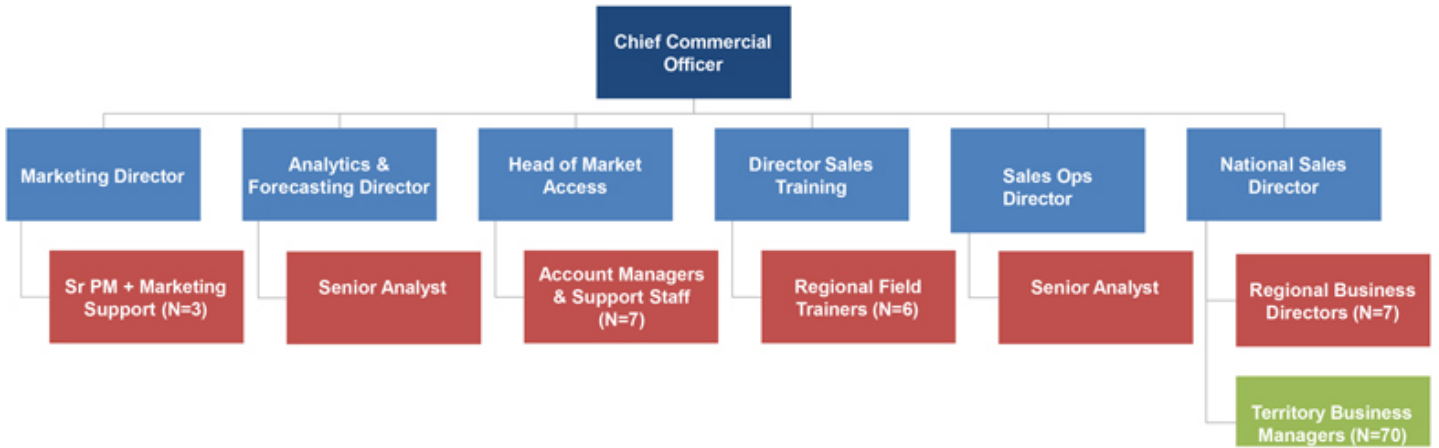 Chief Commercial
Officer
Marketing Director
Analytics &
Forecasting Director
Head of Market
Access
Director Sales
Training
Sales Ops
Director
National Sales
Director
Sr PM + Marketing
Support (N=3)
Senior Analyst
Account Managers
& Support Staff
(N=7)
Regional Field
Trainers (N=6)
Senior Analyst
Regional Business
Directors (N=7)
Territory Business
Managers (N=70)